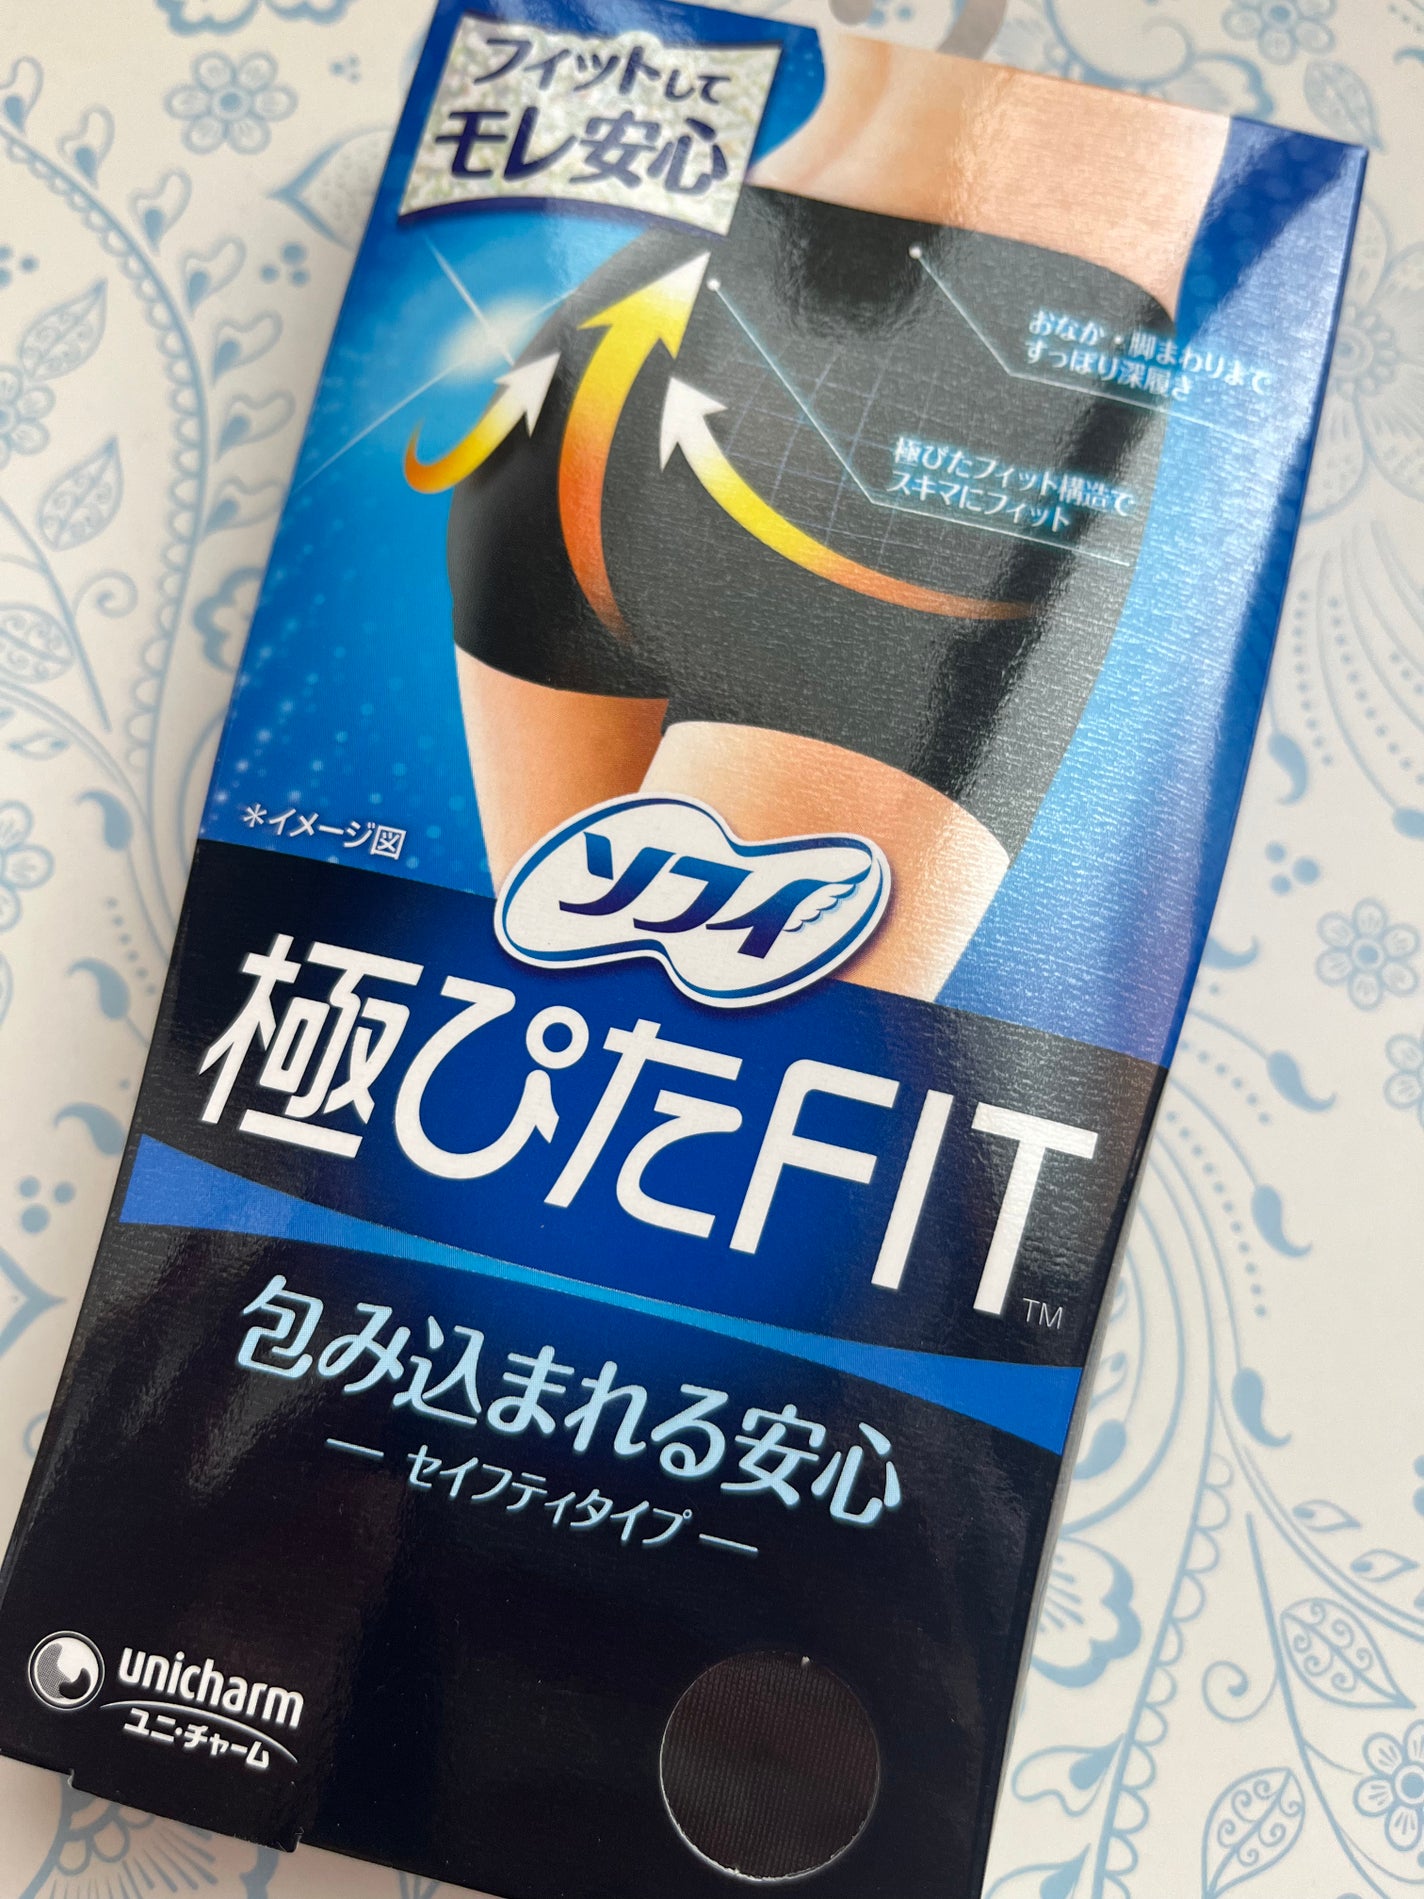 フィットして
モレ安心
おなか・脚まわりまで
すっぽり深履き
極ぴたフィット構造で
スキマにフィット
＊イメージ図
ソフィ
極ぴたFIT™
包み込まれる安心
— セイフティタイプ —
unicharm
ユニ・チャーム